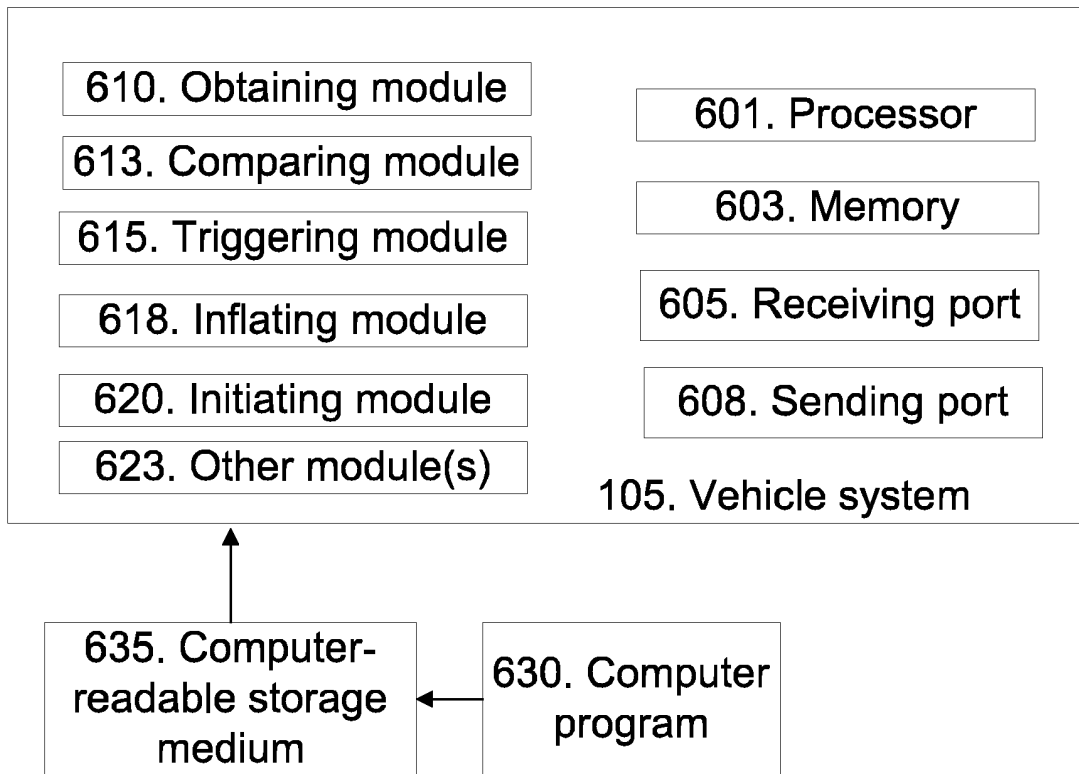 610. Obtaining module
613. Comparing module
615. Triggering module
618. Inflating module
620. Initiating module
623. Other module(s)
601. Processor
603. Memory
605. Receiving port
608. Sending port
105. Vehicle system
635. Computer-
readable storage
medium
630. Computer
program